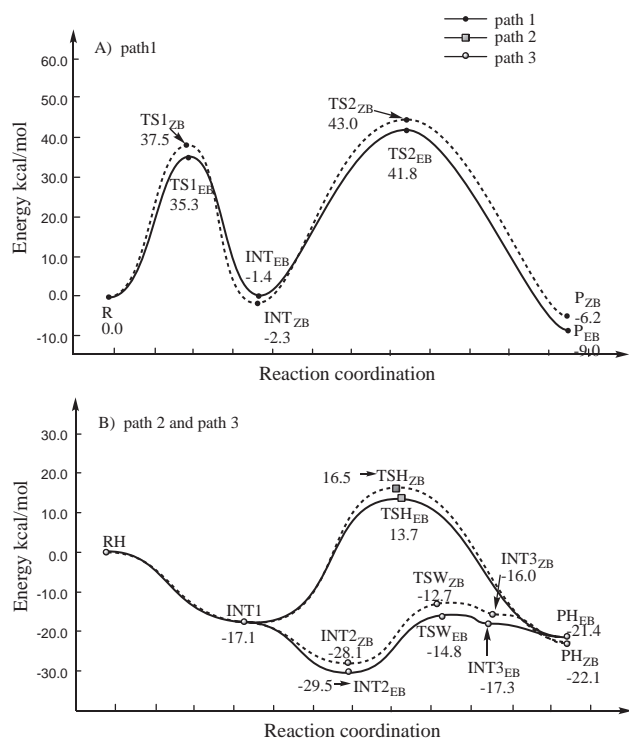 path 1
A) path1
path 2
path 3
60.0
50.0
40.0
30.0
20.0
10.0
0.0
-10.0
Energy kcal/mol
TS1ZB
37.5
TS1EB
35.3
TS2ZB
43.0
TS2EB
41.8
INTEB
-1.4
INTZB
-2.3
R
0.0
PZB
-6.2
PEB
-9.0
Reaction coordination
B) path 2 and path 3
30.0
20.0
10.0
0.0
-10.0
-20.0
-30.0
Energy kcal/mol
16.5
TSHZB
TSHEB
13.7
RH
INT1
-17.1
INT2ZB
-28.1
-29.5
INT2EB
TSWZB
-12.7
TSWEB
-14.8
INT3ZB
-16.0
INT3EB
-17.3
PHEB
-21.4
PHZB
-22.1
Reaction coordination